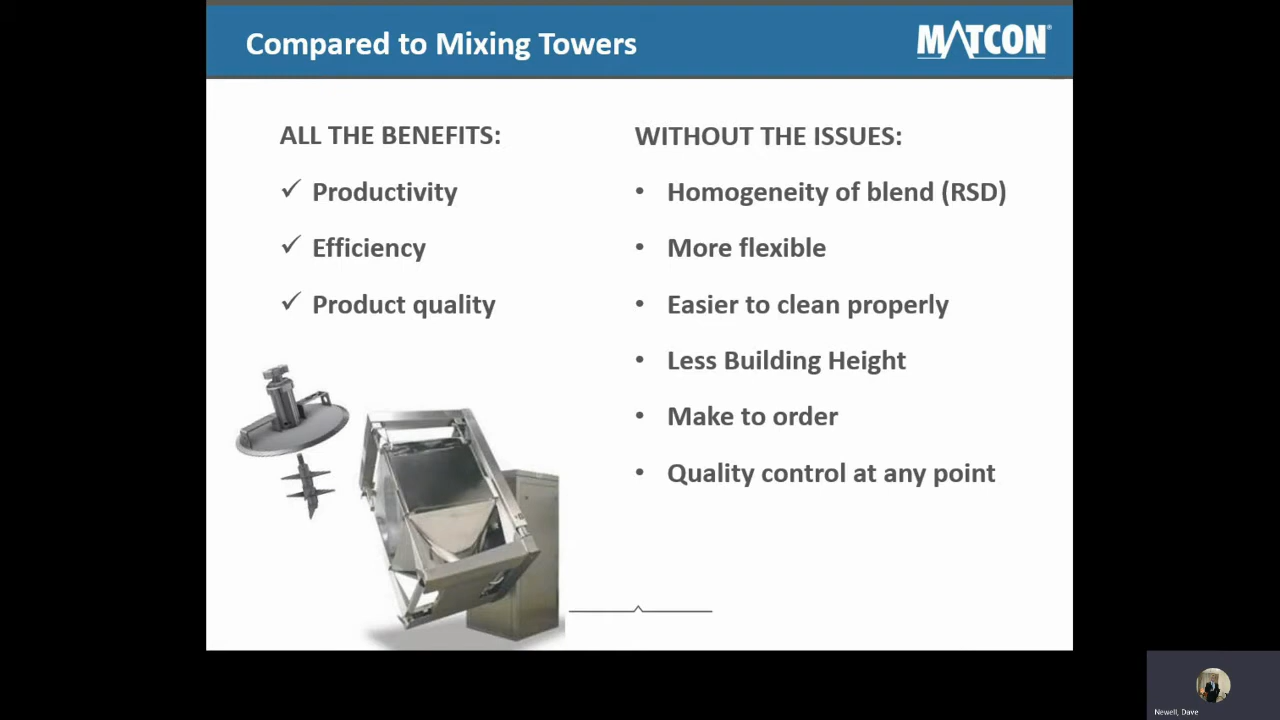 Compared to Mixing Towers
MATCON®
ALL THE BENEFITS:
✓ Productivity
✓ Efficiency
✓ Product quality
WITHOUT THE ISSUES:
• Homogeneity of blend (RSD)
• More flexible
• Easier to clean properly
• Less Building Height
• Make to order
• Quality control at any point
Newell, Dave